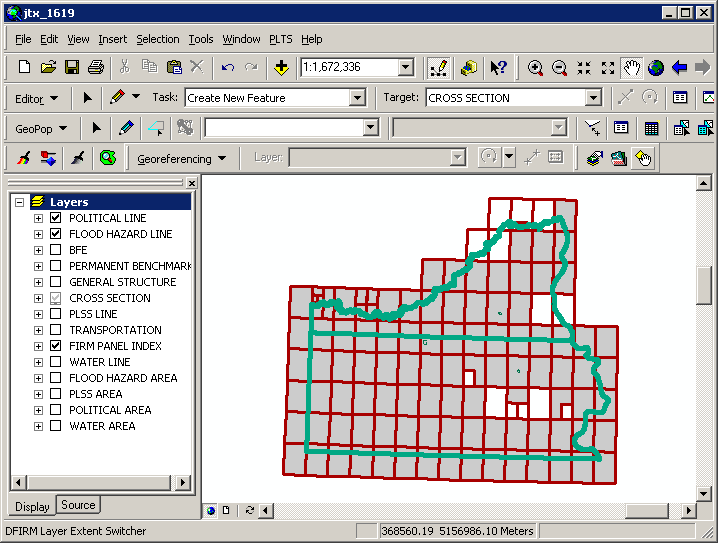 jtx_1619
File Edit View Insert Selection Tools Window PLTS Help
1:1,672,336
Editor Task: Create New Feature Target: CROSS SECTION
GeoPop
Georeferencing Layer:
Layers
POLITICAL LINE
FLOOD HAZARD LINE
BFE
PERMANENT BENCHMARK
GENERAL STRUCTURE
CROSS SECTION
PLSS LINE
TRANSPORTATION
FIRM PANEL INDEX
WATER LINE
FLOOD HAZARD AREA
PLSS AREA
POLITICAL AREA
WATER AREA
Display Source
DFIRM Layer Extent Switcher 368560.19 5156986.10 Meters